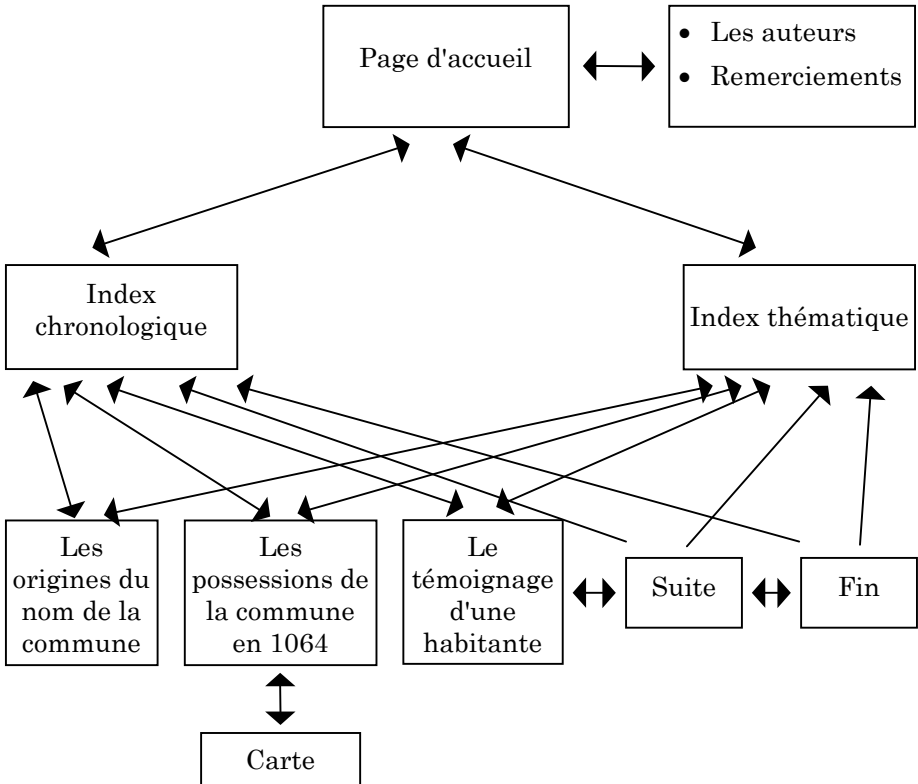 Page d'accueil
• Les auteurs
• Remerciements
Index
chronologique
Index thématique
Les
origines du
nom de la
commune
Les
possessions de
la commune
en 1064
Le
témoignage
d'une
habitante
Suite
Fin
Carte